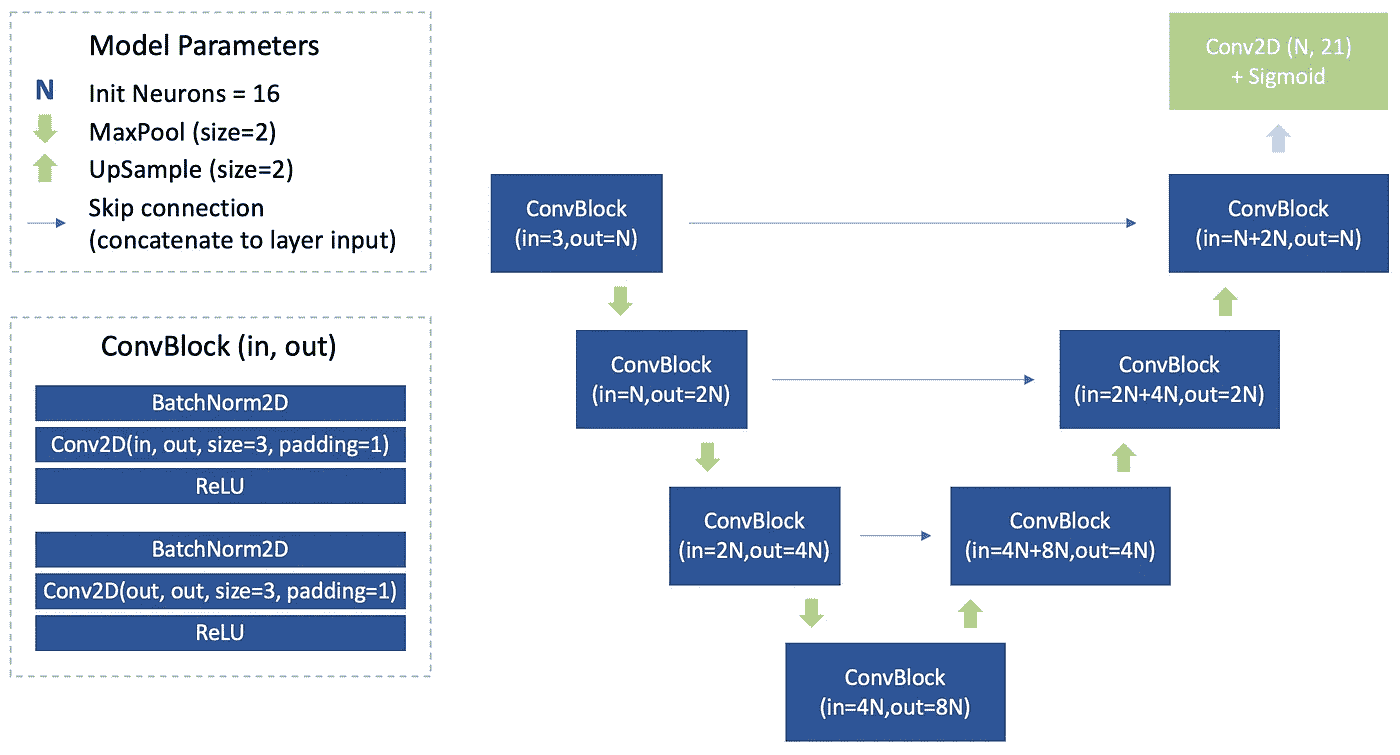 Model Parameters
N Init Neurons = 16
MaxPool (size=2)
UpSample (size=2)
Skip connection
(concatenate to layer input)
ConvBlock (in, out)
BatchNorm2D
Conv2D(in, out, size=3, padding=1)
ReLU
BatchNorm2D
Conv2D(out, out, size=3, padding=1)
ReLU
Conv2D (N, 21)
+ Sigmoid
ConvBlock
(in=3,out=N)
ConvBlock
(in=N+2N,out=N)
ConvBlock
(in=N,out=2N)
ConvBlock
(in=2N+4N,out=2N)
ConvBlock
(in=2N,out=4N)
ConvBlock
(in=4N+8N,out=4N)
ConvBlock
(in=4N,out=8N)